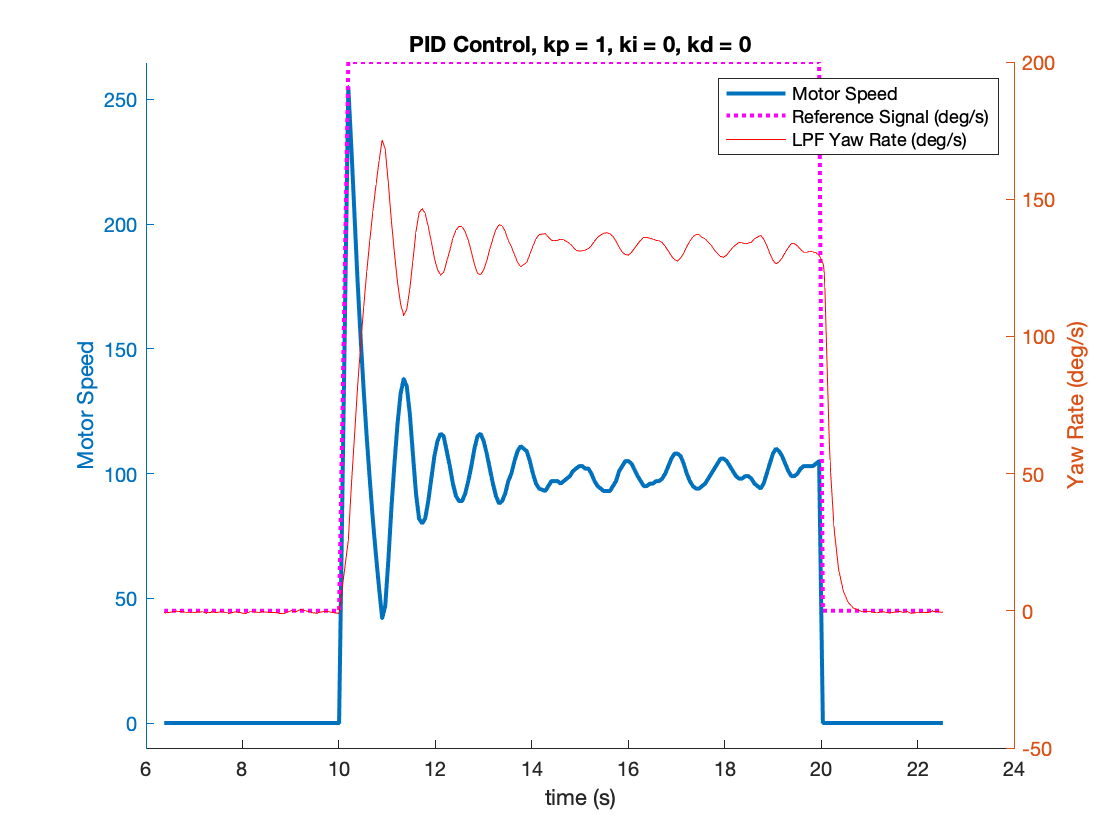 PID Control, kp = 1, ki = 0, kd = 0
Motor Speed
Reference Signal (deg/s)
LPF Yaw Rate (deg/s)
250
200
150
100
50
0
Motor Speed
200
150
100
50
0
-50
Yaw Rate (deg/s)
6 8 10 12 14 16 18 20 22 24
time (s)